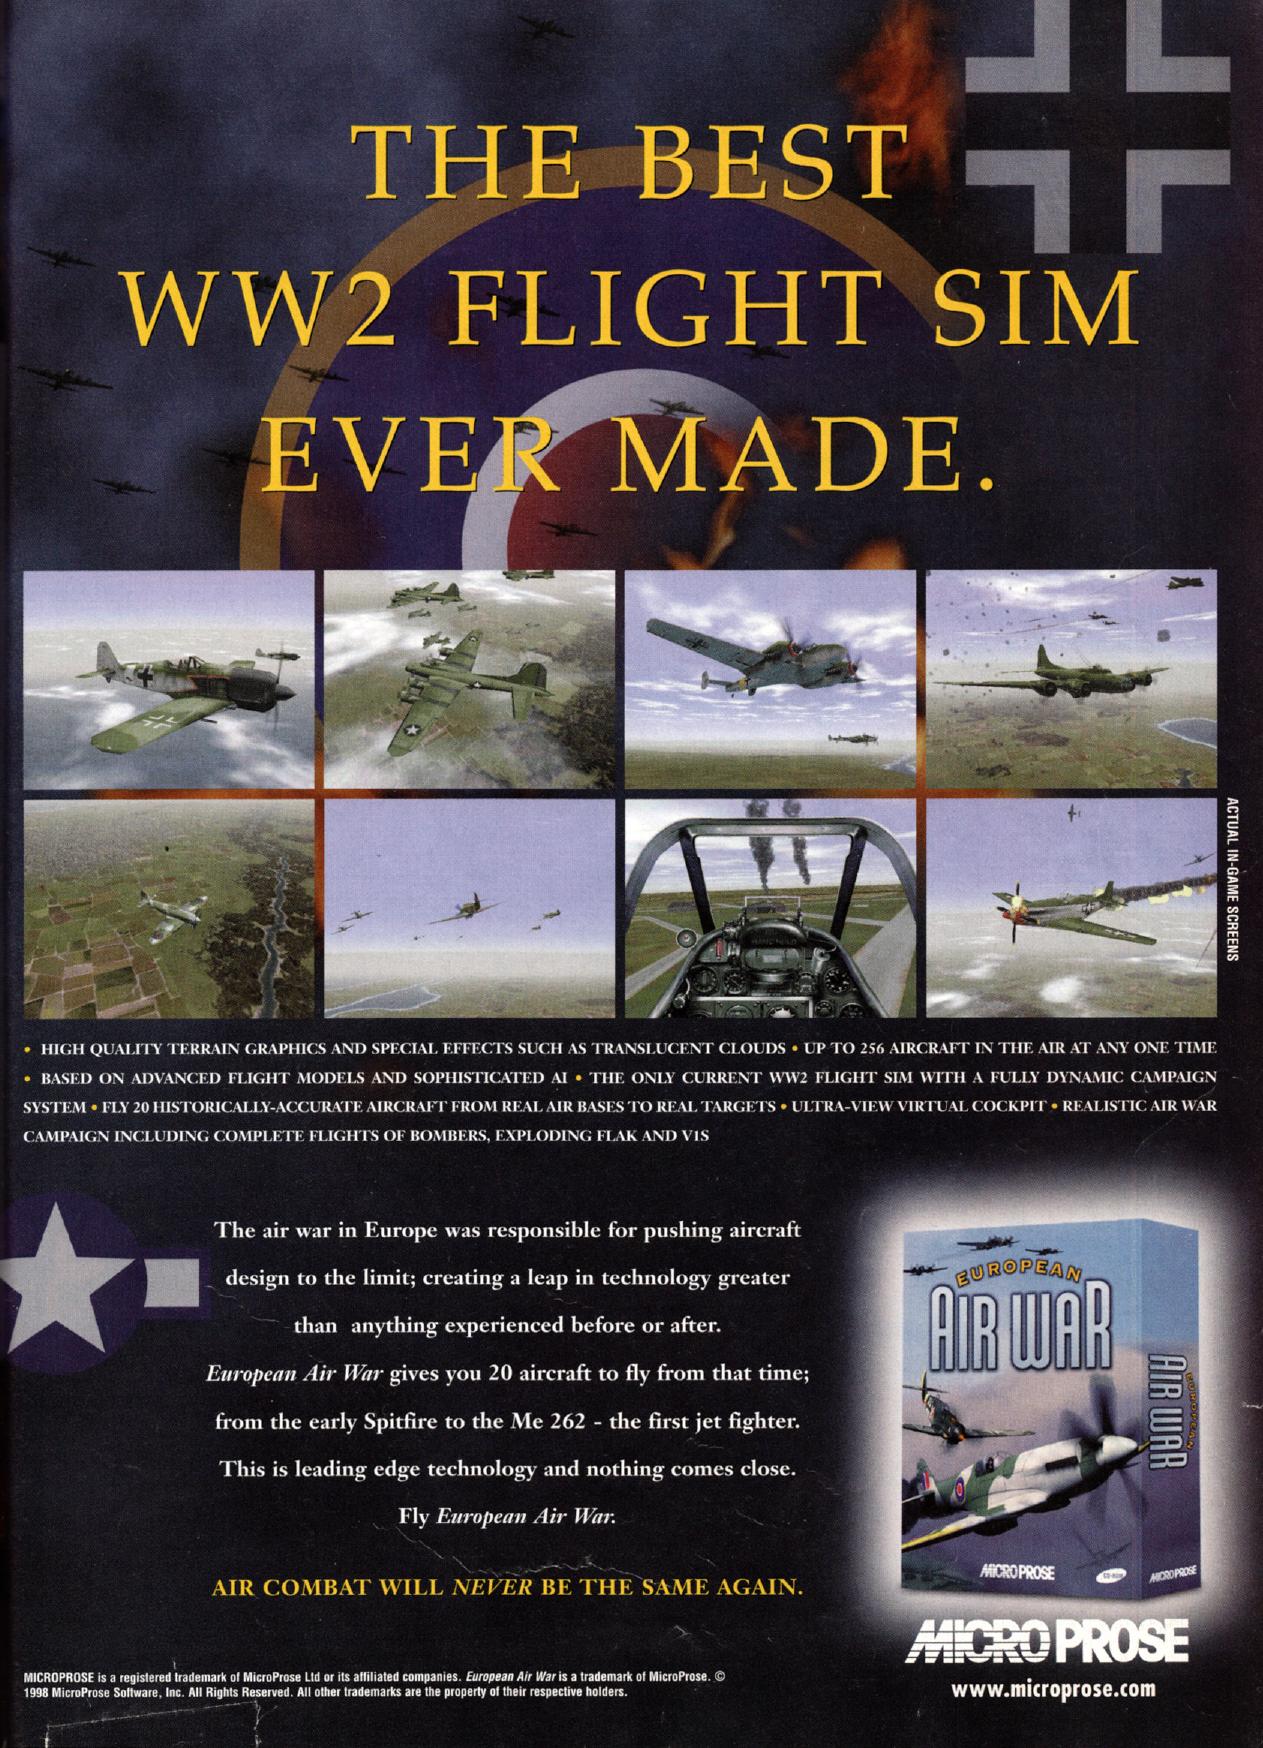 THE BEST
WW2 FLIGHT SIM
EVER MADE.
ACTUAL IN-GAME SCREENS
• HIGH QUALITY TERRAIN GRAPHICS AND SPECIAL EFFECTS SUCH AS TRANSLUCENT CLOUDS • UP TO 256 AIRCRAFT IN THE AIR AT ANY ONE TIME
• BASED ON ADVANCED FLIGHT MODELS AND SOPHISTICATED AI • THE ONLY CURRENT WW2 FLIGHT SIM WITH A FULLY DYNAMIC CAMPAIGN
SYSTEM • FLY 20 HISTORICALLY-ACCURATE AIRCRAFT FROM REAL AIR BASES TO REAL TARGETS • ULTRA-VIEW VIRTUAL COCKPIT • REALISTIC AIR WAR
CAMPAIGN INCLUDING COMPLETE FLIGHTS OF BOMBERS, EXPLODING FLAK AND V1S
The air war in Europe was responsible for pushing aircraft
design to the limit; creating a leap in technology greater
than anything experienced before or after.
European Air War gives you 20 aircraft to fly from that time;
from the early Spitfire to the Me 262 - the first jet fighter.
This is leading edge technology and nothing comes close.
Fly European Air War.
AIR COMBAT WILL NEVER BE THE SAME AGAIN.
EUROPEAN
AIR WAR
EUROPEAN
AIR WAR
MICROPROSE
CD-ROM
MICROPROSE
MICROPROSE
www.microprose.com
MICROPROSE is a registered trademark of MicroProse Ltd or its affiliated companies. European Air War is a trademark of MicroProse. ©
1998 MicroProse Software, Inc. All Rights Reserved. All other trademarks are the property of their respective holders.